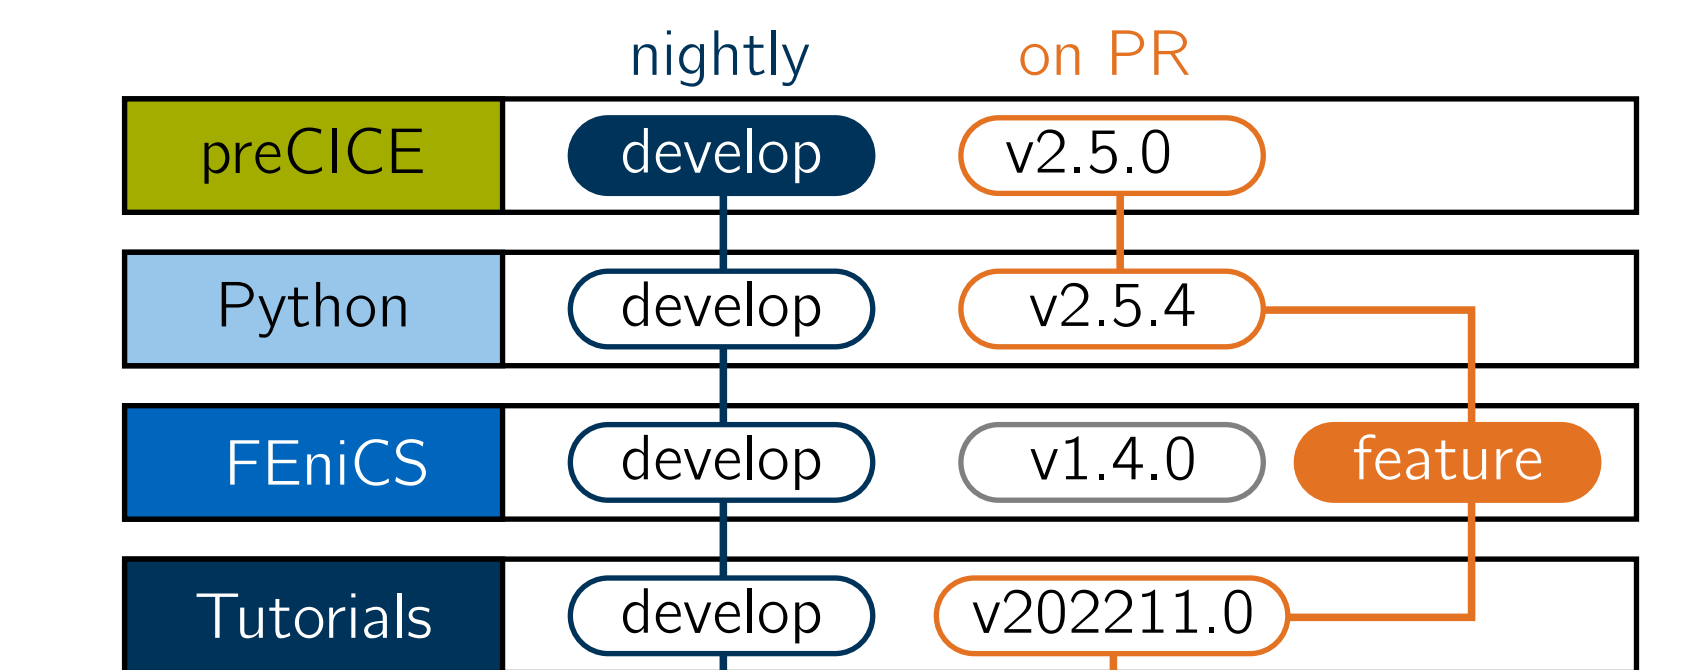 nightly on PR
preCICE develop v2.5.0
Python develop v2.5.4
FEniCS develop v1.4.0 feature
Tutorials develop v202211.0